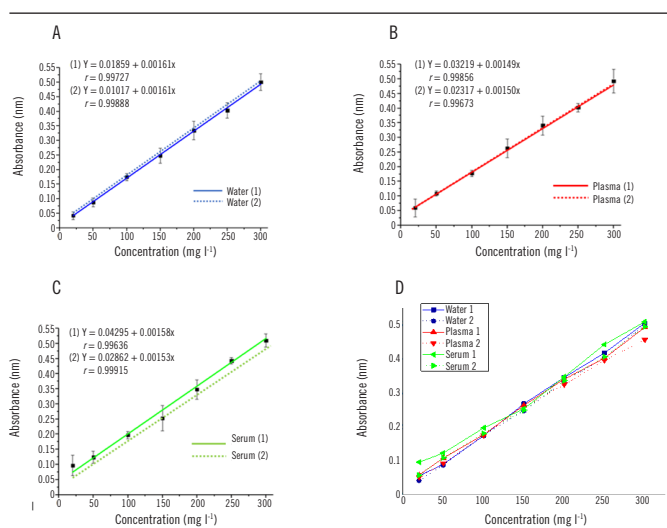 A
(1) Y = 0.01859 + 0.00161x
r = 0.99727
(2) Y = 0.01017 + 0.00161x
r = 0.99888
0.55
0.50
0.45
0.40
0.35
0.30
0.25
0.20
0.15
0.10
0.05
0
Absorbance (nm)
Water (1)
Water (2)
0 50 100 150 200 250 300
Concentration (mg l-1)
B
(1) Y = 0.03219 + 0.00149x
r = 0.99856
(2) Y = 0.02317 + 0.00150x
r = 0.99673
0.55
0.50
0.45
0.40
0.35
0.30
0.25
0.20
0.15
0.10
0.05
0
Absorbance (nm)
Plasma (1)
Plasma (2)
0 50 100 150 200 250 300
Concentration (mg l-1)
C
(1) Y = 0.04295 + 0.00158x
r = 0.99636
(2) Y = 0.02862 + 0.00153x
r = 0.99915
0.55
0.50
0.45
0.40
0.35
0.30
0.25
0.20
0.15
0.10
0.05
0
Absorbance (nm)
Serum (1)
Serum (2)
0 50 100 150 200 250 300
Concentration (mg l-1)
D
Water 1
Water 2
Plasma 1
Plasma 2
Serum 1
Serum 2
0.5
0.4
0.3
0.2
0.1
0.0
Absorbance (nm)
0 50 100 150 200 250 300
Concentration (mg l-1)